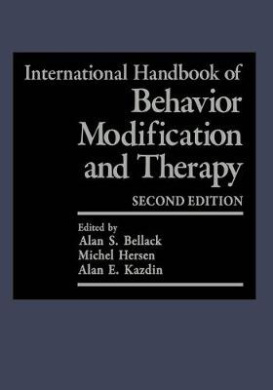 International Handbook of
Behavior
Modification
and Therapy
SECOND EDITION
Edited by
Alan S. Bellack
Michel Hersen
Alan E. Kazdin